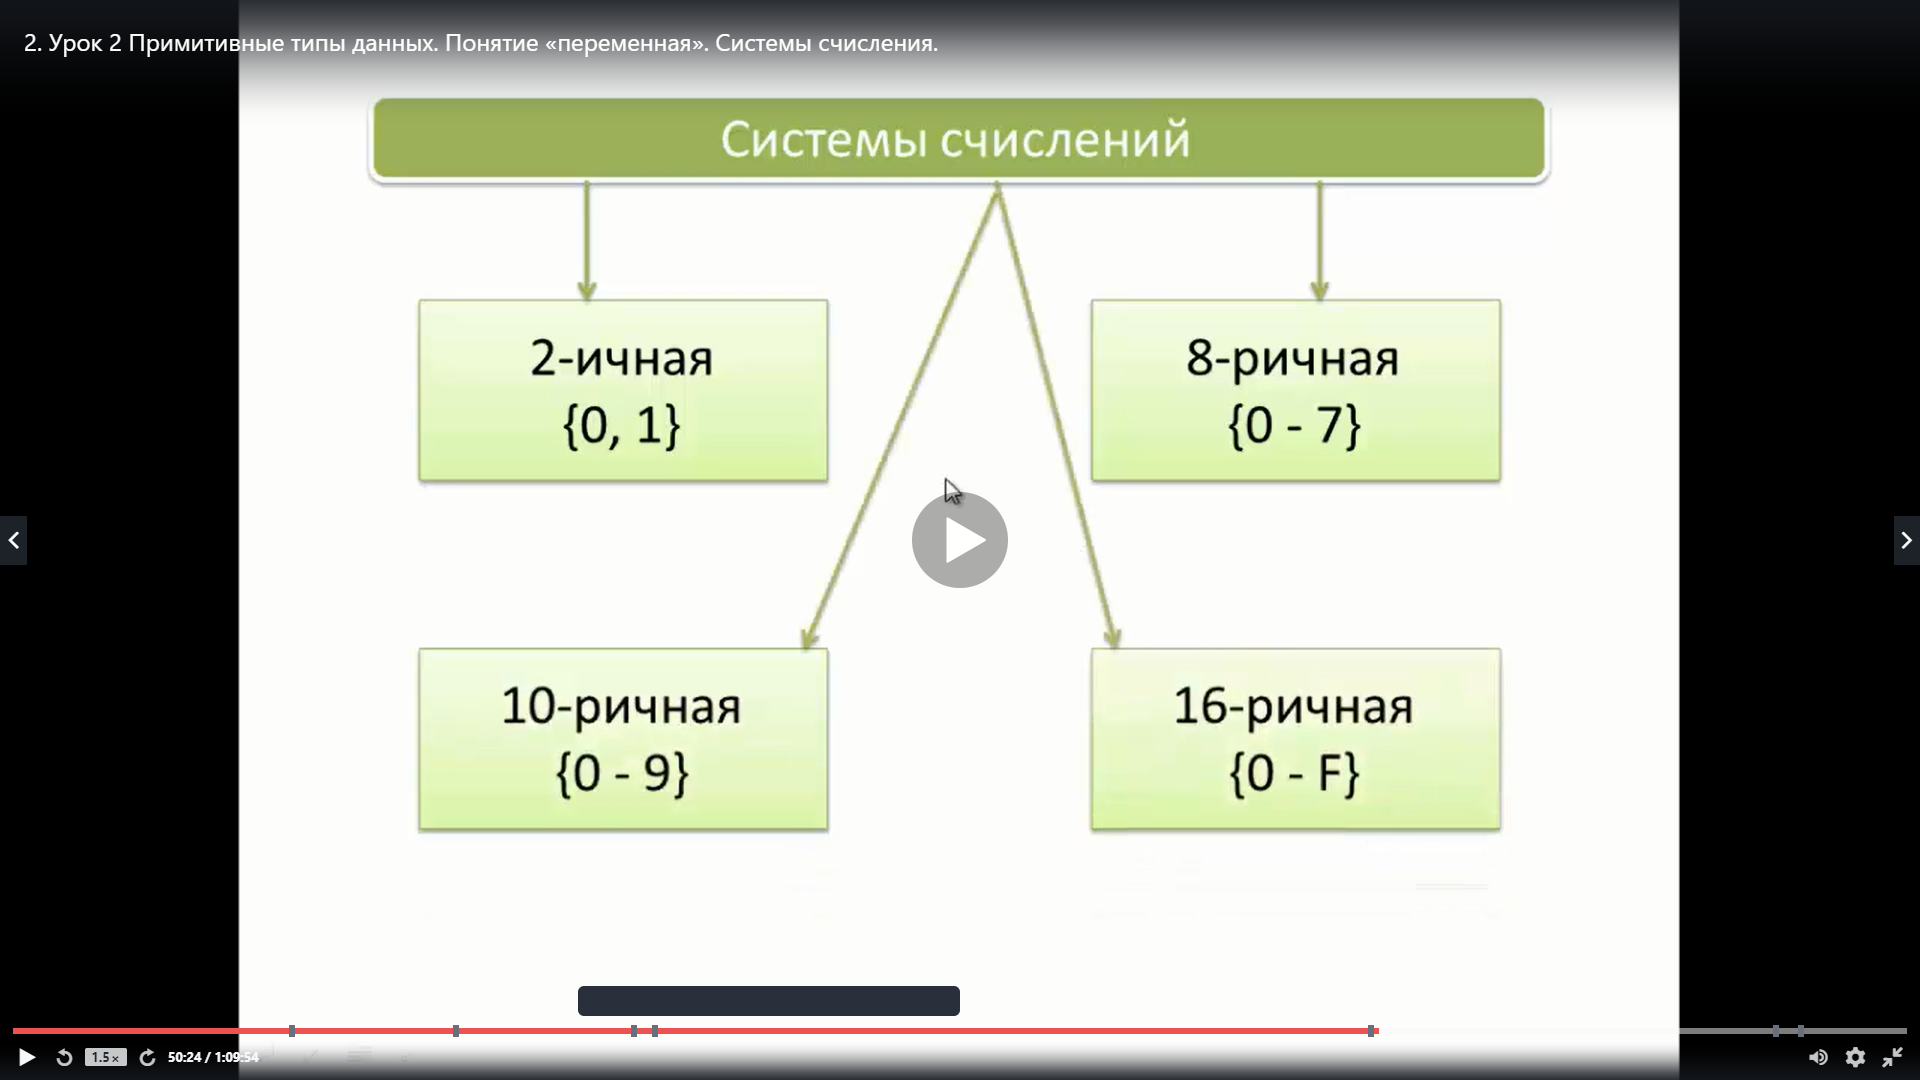 2. Урок 2 Примитивные типы данных. Понятие «переменная». Системы счисления.
Системы счислений
2-ичная
{0, 1}
8-ричная
{0 - 7}
10-ричная
{0 - 9}
16-ричная
{0 - F}
1.5×
50:24 / 1:09:54